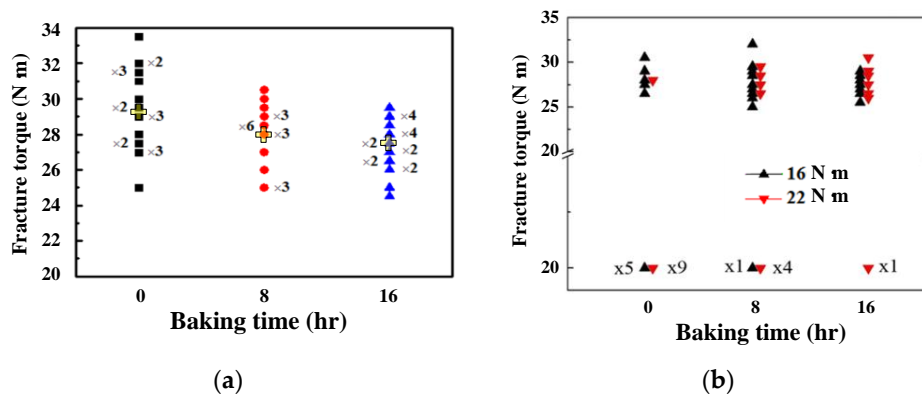 34
32
30
28
26
24
22
20
Fracture torque (N·m)
×2
×3
×2
×3
×2
×3
×3
×6
×3
×3
×4
×4
×2
×2
×2
×2
0
8
16
Baking time (hr)
(a)
35
30
25
20
20
Fracture torque (N·m)
16 N·m
22 N·m
x5
x9
x1
x4
x1
0
8
16
Baking time (hr)
(b)